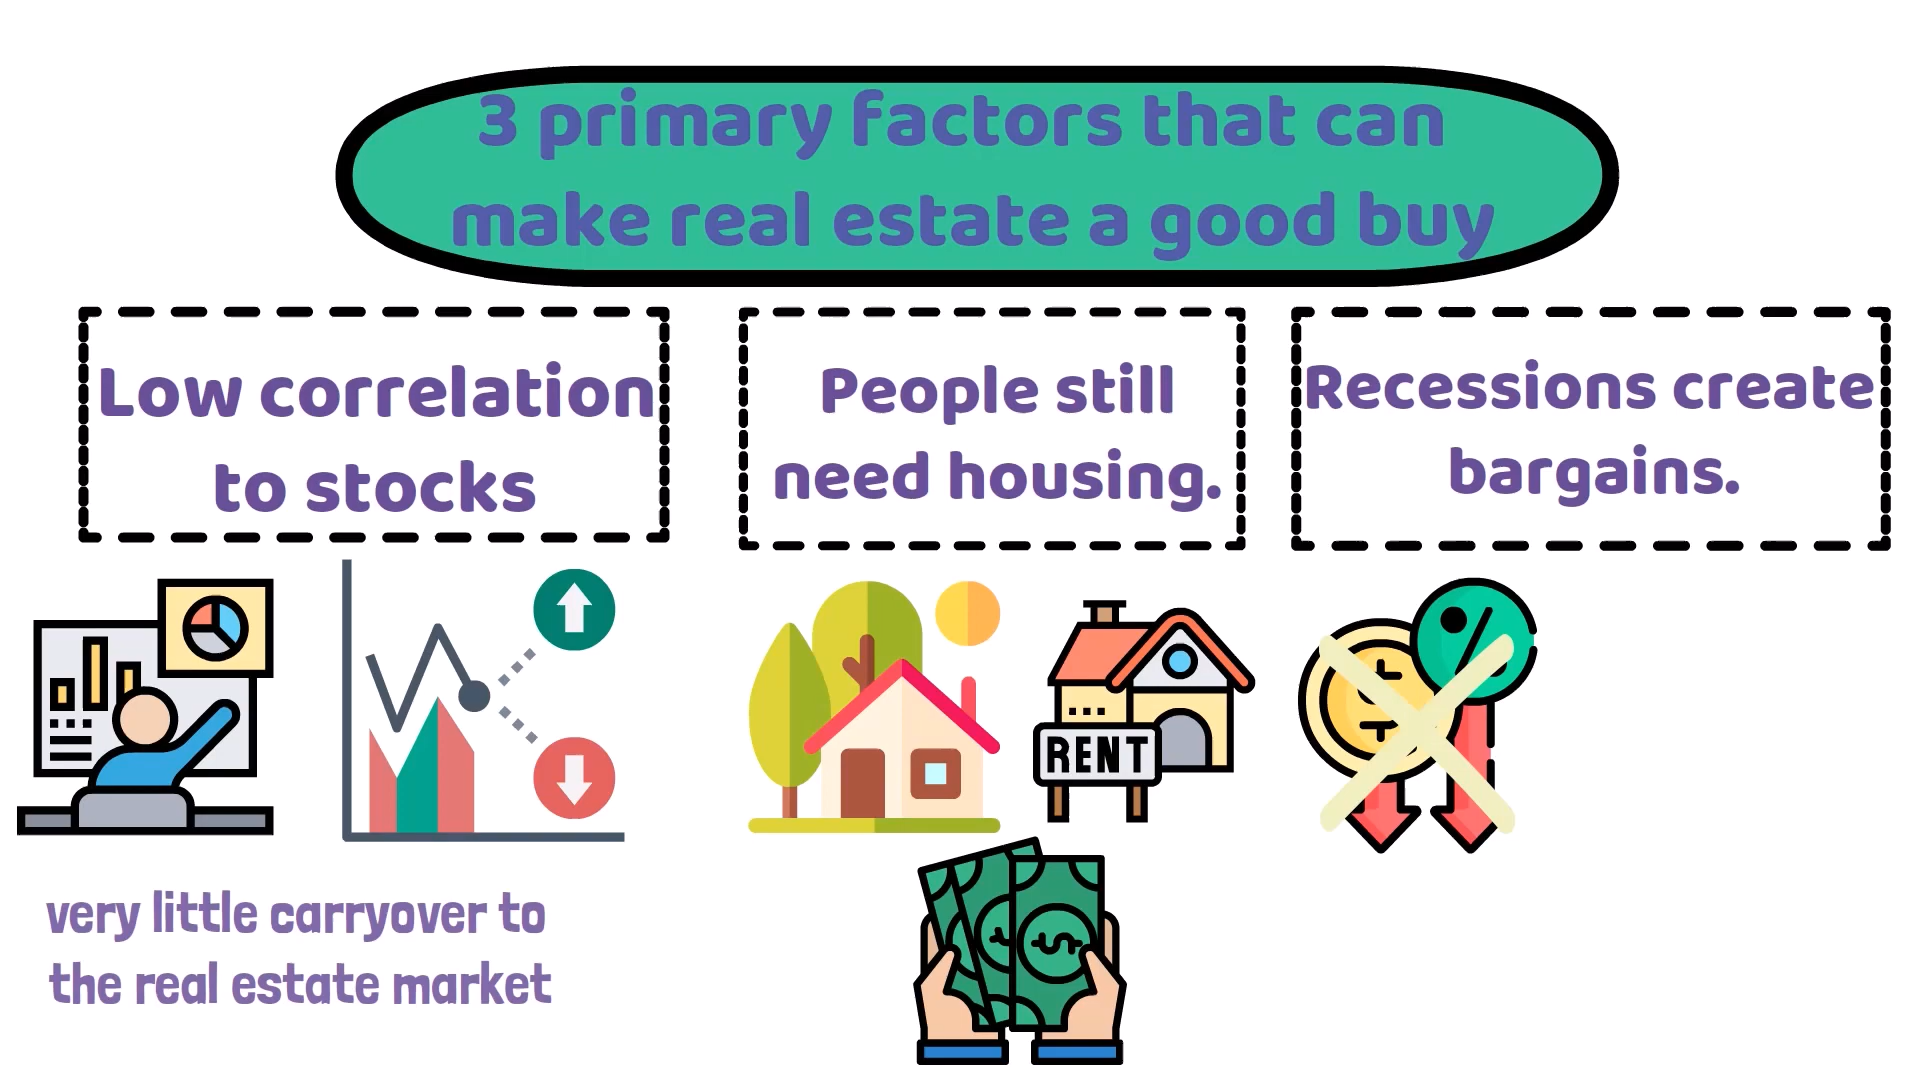 3 primary factors that can
make real estate a good buy
Low correlation
to stocks
People still
need housing.
Recessions create
bargains.
RENT
very little carryover to
the real estate market